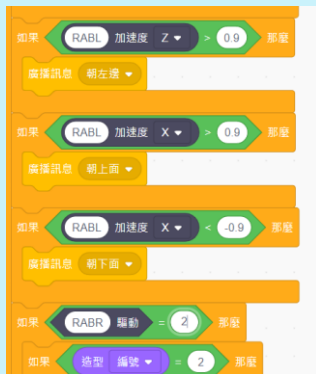 如果 RABL 加速度 Z > 0.9 那麼
廣播訊息 朝左邊
如果 RABL 加速度 X > 0.9 那麼
廣播訊息 朝上面
如果 RABL 加速度 X < -0.9 那麼
廣播訊息 朝下面
如果 RABR 驅動 = 2 那麼
如果 造型 編號 = 2 那麼